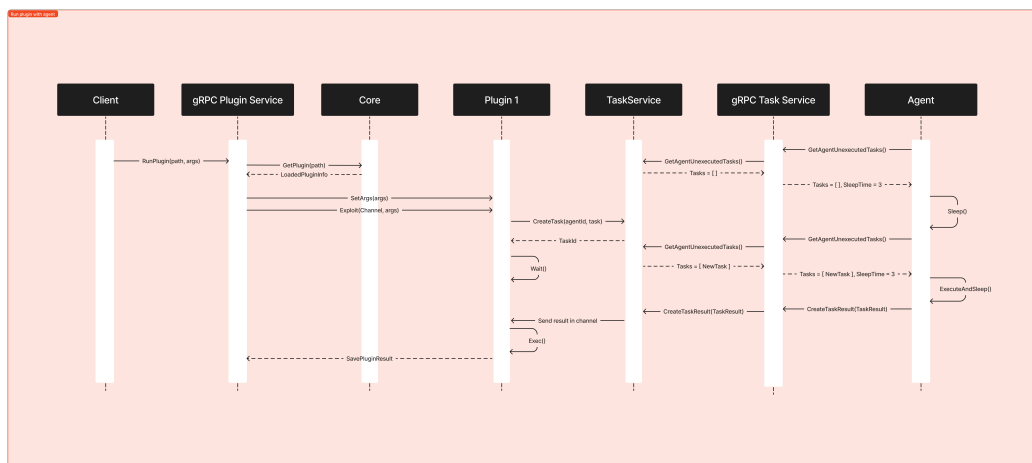 Run plugin with agent
Client
gRPC Plugin Service
Core
Plugin 1
TaskService
gRPC Task Service
Agent
GetAgentUnexecutedTasks()
RunPlugin(path, args)
GetPlugin(path)
GetAgentUnexecutedTasks()
LoadedPluginInfo
Tasks = [ ]
Tasks = [ ], SleepTime = 3
SetArgs(args)
Exploit(Channel, args)
Sleep()
CreateTask(agentId, task)
TaskId
GetAgentUnexecutedTasks()
GetAgentUnexecutedTasks()
Wait()
Tasks = [ NewTask ]
Tasks = [ NewTask ], SleepTime = 3
ExecuteAndSleep()
CreateTaskResult(TaskResult)
CreateTaskResult(TaskResult)
Send result in channel
Exec()
SavePluginResult